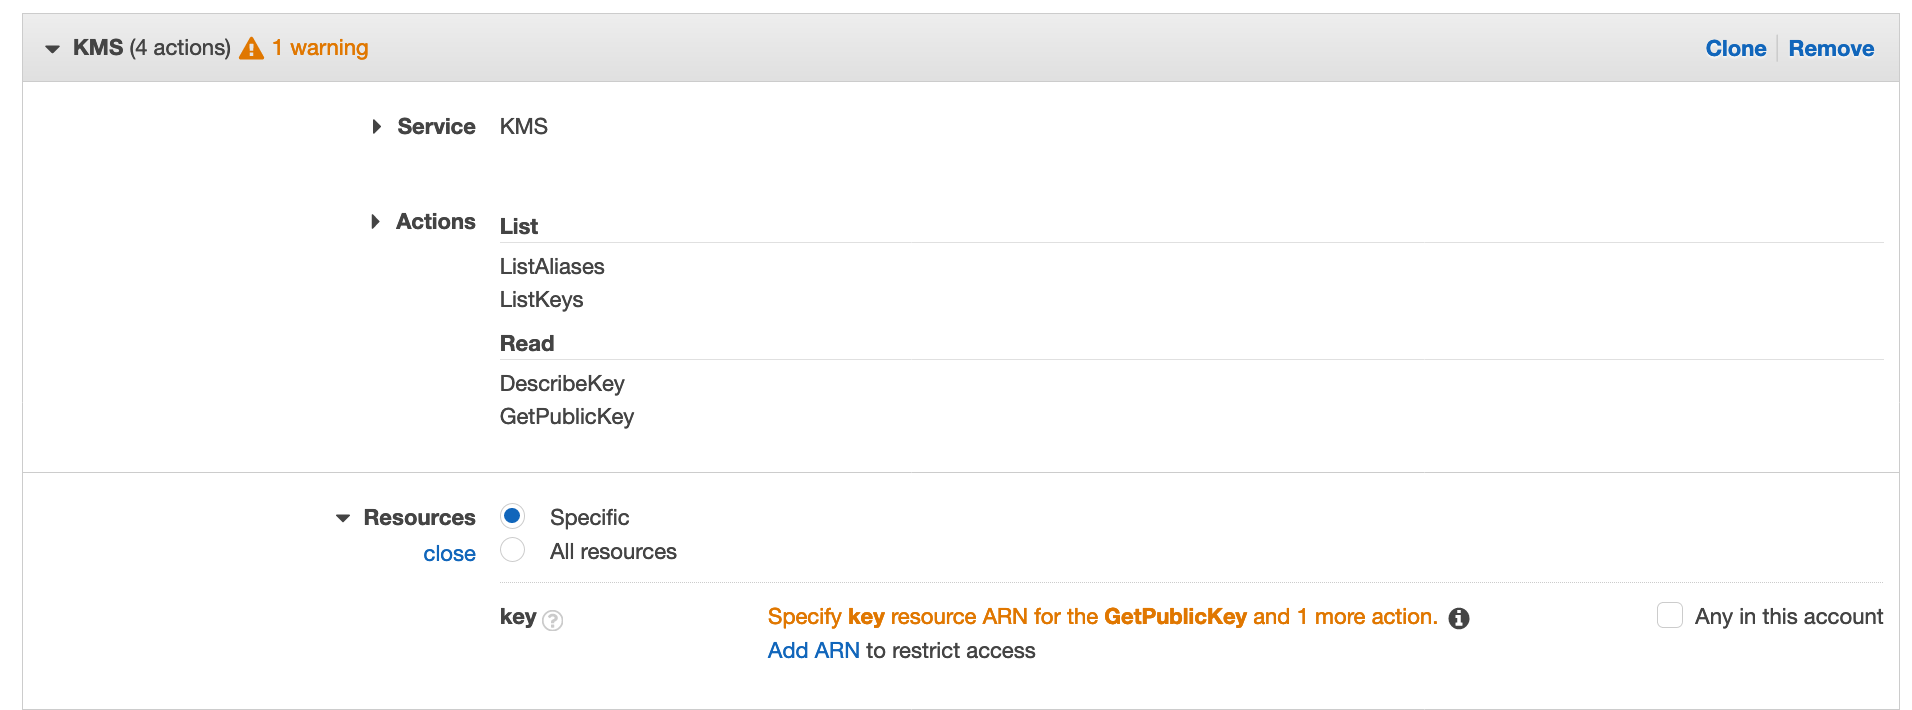 KMS (4 actions) 1 warning Clone Remove
Service KMS
Actions List
ListAliases
ListKeys
Read
DescribeKey
GetPublicKey
Resources Specific
close All resources
key ? Specify key resource ARN for the GetPublicKey and 1 more action. Any in this account
Add ARN to restrict access